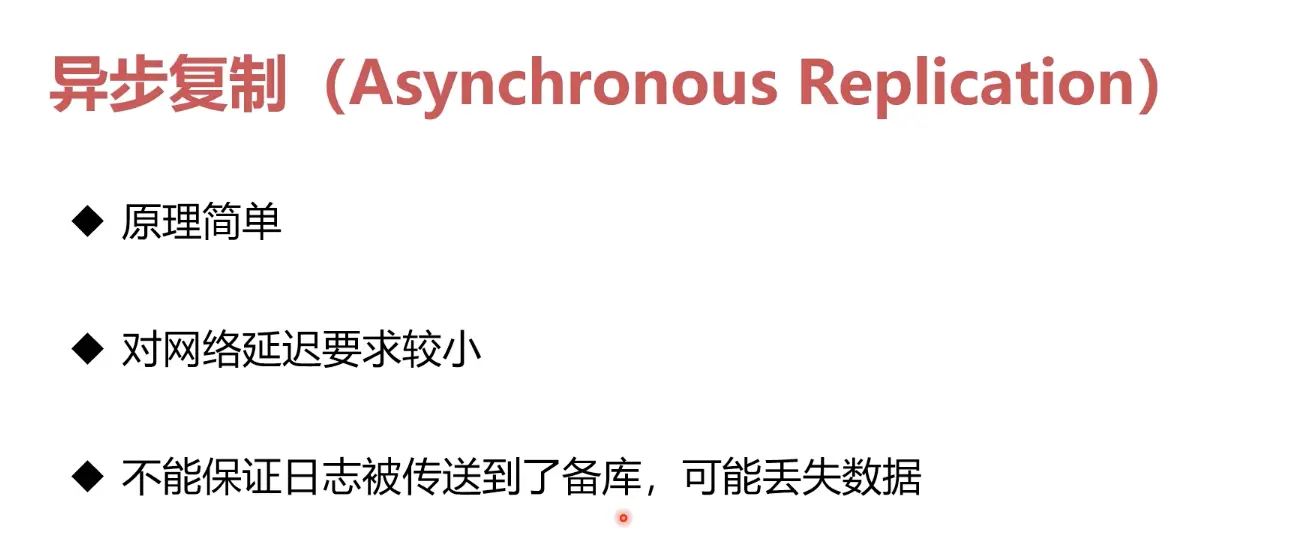 异步复制（Asynchronous Replication）
原理简单
对网络延迟要求较小
不能保证日志被传送到了备库，可能丢失数据